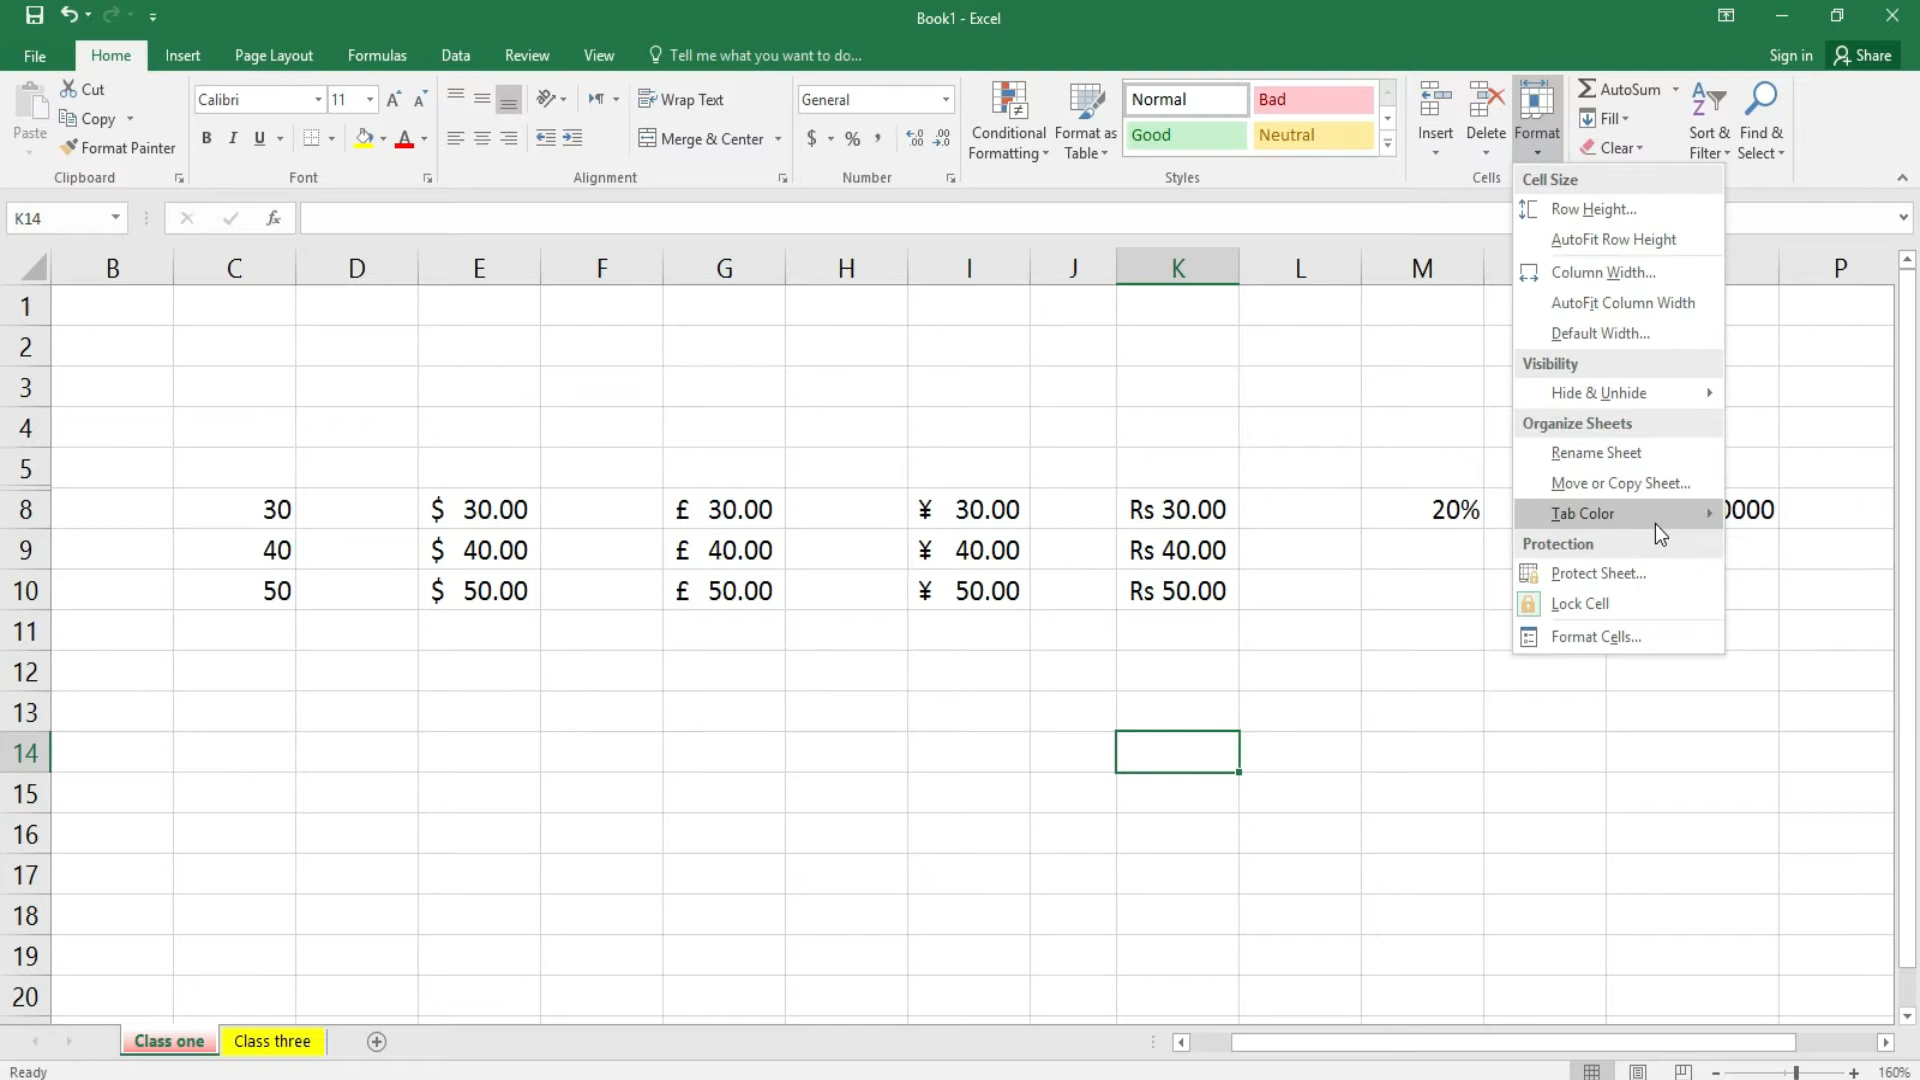 Book1 - Excel
File Home Insert Page Layout Formulas Data Review View Tell me what you want to do... Sign in Share
Paste
Cut
Copy
Format Painter
Clipboard
Calibri 11
A A
B I U A
Font
Wrap Text
Merge & Center
Alignment
General
$ % , .00 .00
Number
Conditional Formatting
Format as Table
Normal Bad
Good Neutral
Styles
Insert Delete Format
Cells
AutoSum
Fill
Clear
Sort & Filter
Find & Select
K14 fx
Cell Size
Row Height...
AutoFit Row Height
Column Width...
AutoFit Column Width
Default Width...
Visibility
Hide & Unhide
Organize Sheets
Rename Sheet
Move or Copy Sheet...
Tab Color
Protection
Protect Sheet...
Lock Cell
Format Cells...
B C D E F G H I J K L M P
1
2
3
4
5
8 30 $ 30.00 £ 30.00 ¥ 30.00 Rs 30.00 20%
9 40 $ 40.00 £ 40.00 ¥ 40.00 Rs 40.00
10 50 $ 50.00 £ 50.00 ¥ 50.00 Rs 50.00
11
12
13
14
15
16
17
18
19
20
Class one Class three
Ready 160%